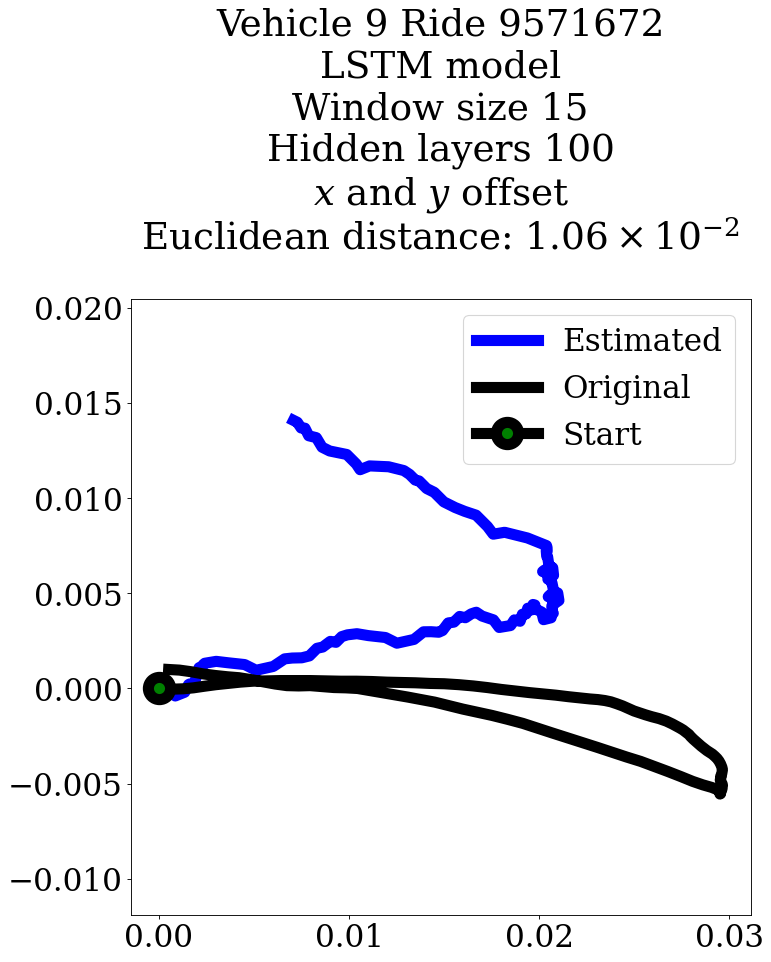 Vehicle 9 Ride 9571672
LSTM model
Window size 15
Hidden layers 100
x and y offset
Euclidean distance: 1.06 × 10⁻²
Estimated
Original
Start
0.020
0.015
0.010
0.005
0.000
−0.005
−0.010
0.00 0.01 0.02 0.03